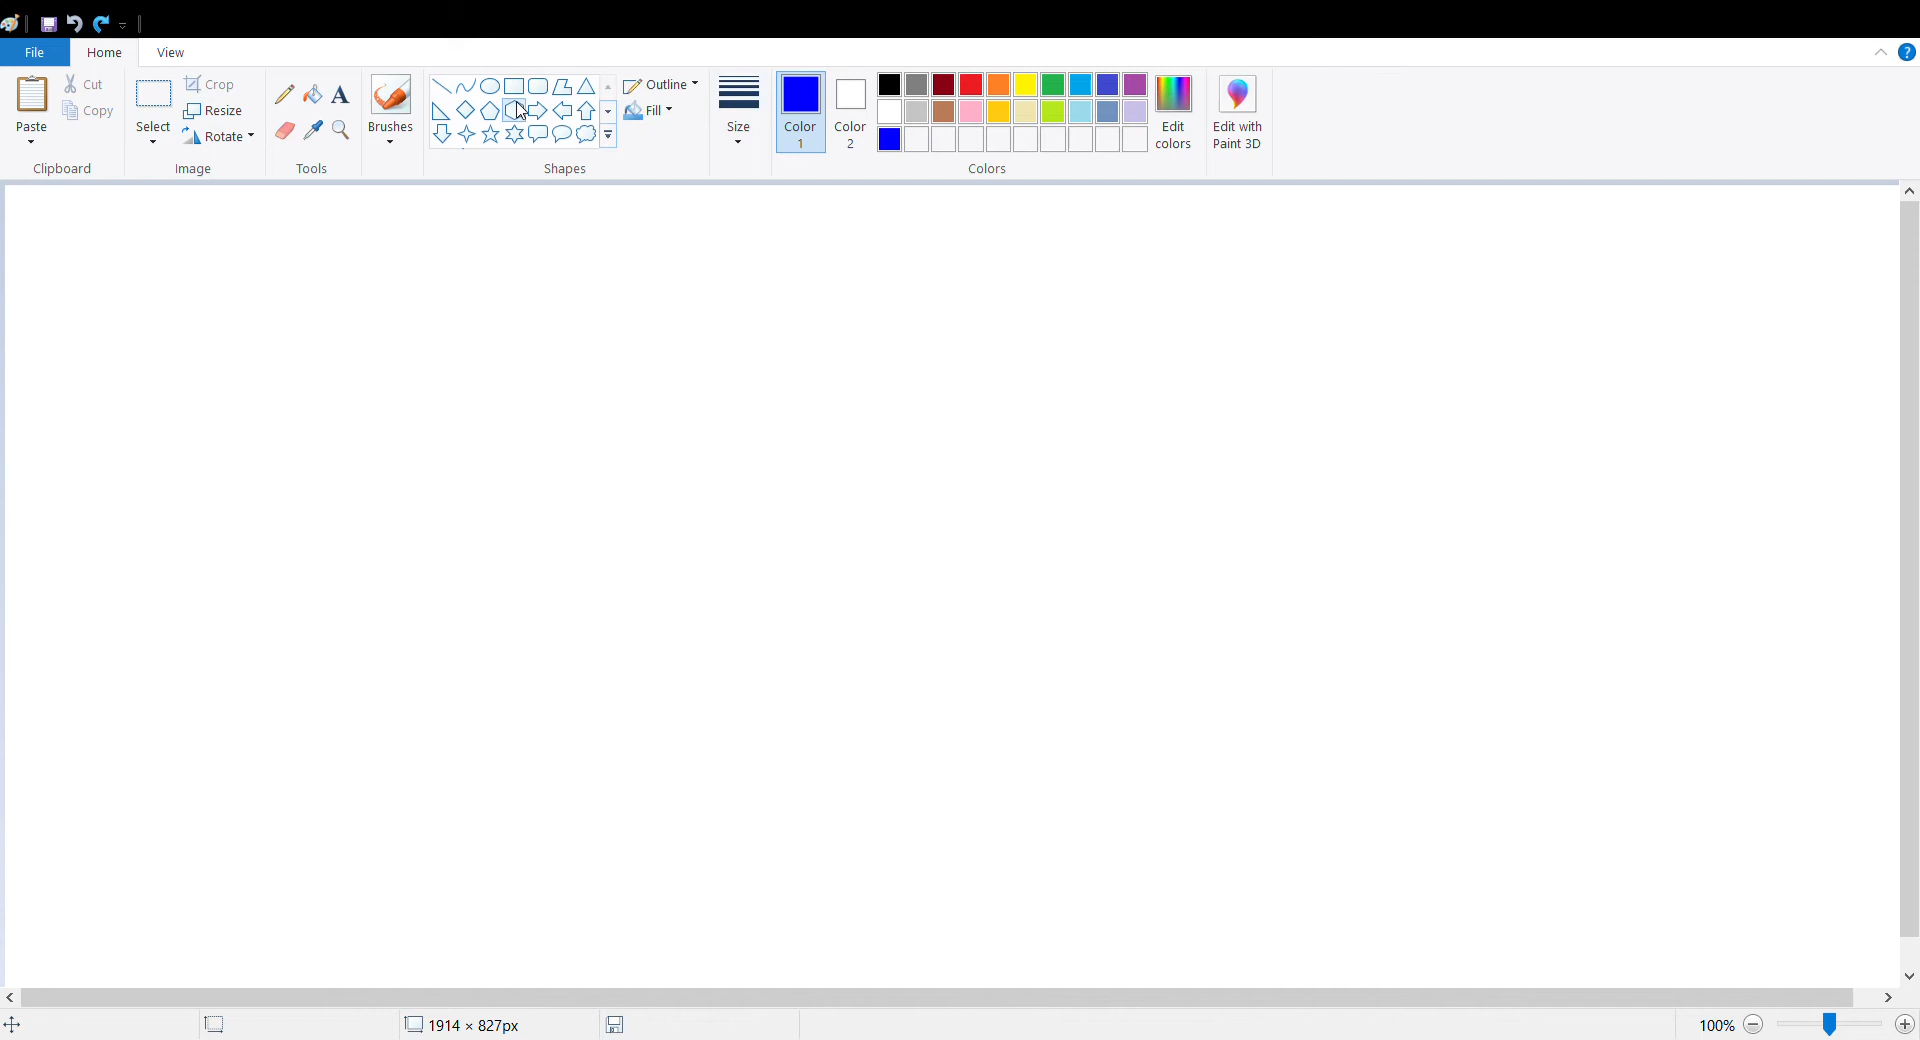 File Home View ?
Cut Crop Outline
Copy Resize Fill
Paste Select Rotate Brushes Size Color 1 Color 2 Edit colors Edit with Paint 3D
A
Clipboard Image Tools Shapes Colors
1914 × 827px 100%